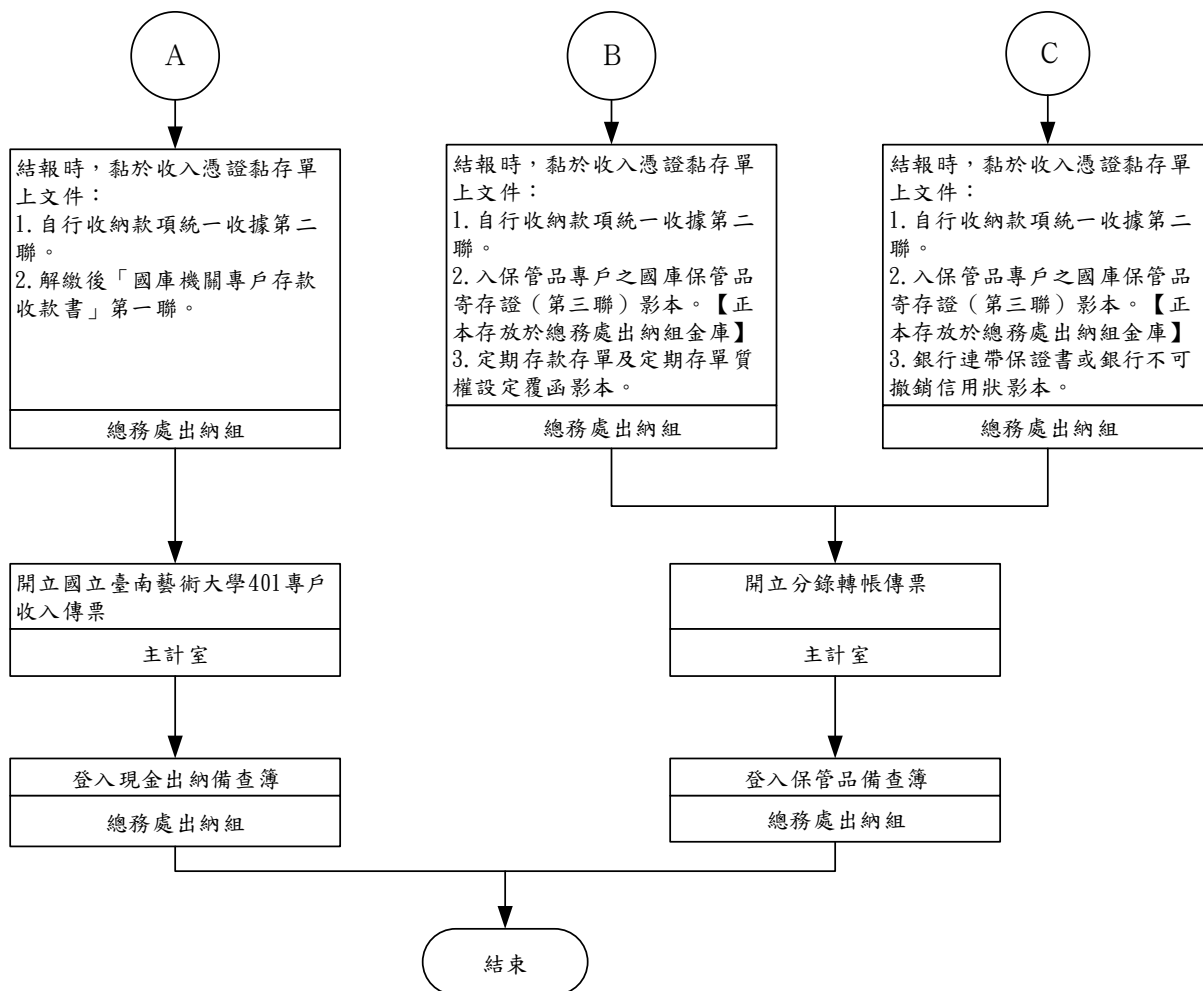 A
結報時，黏於收入憑證黏存單
上文件：
1.自行收納款項統一收據第二
聯。
2.解繳後「國庫機關專戶存款
收款書」第一聯。
總務處出納組
開立國立臺南藝術大學401專戶
收入傳票
主計室
登入現金出納備查簿
總務處出納組
B
結報時，黏於收入憑證黏存單
上文件：
1.自行收納款項統一收據第二
聯。
2.入保管品專戶之國庫保管品
寄存證（第三聯）影本。【正
本存放於總務處出納組金庫】
3.定期存款存單及定期存單質
權設定覆函影本。
總務處出納組
C
結報時，黏於收入憑證黏存單
上文件：
1.自行收納款項統一收據第二
聯。
2.入保管品專戶之國庫保管品
寄存證（第三聯）影本。【正
本存放於總務處出納組金庫】
3.銀行連帶保證書或銀行不可
撤銷信用狀影本。
總務處出納組
開立分錄轉帳傳票
主計室
登入保管品備查簿
總務處出納組
結束